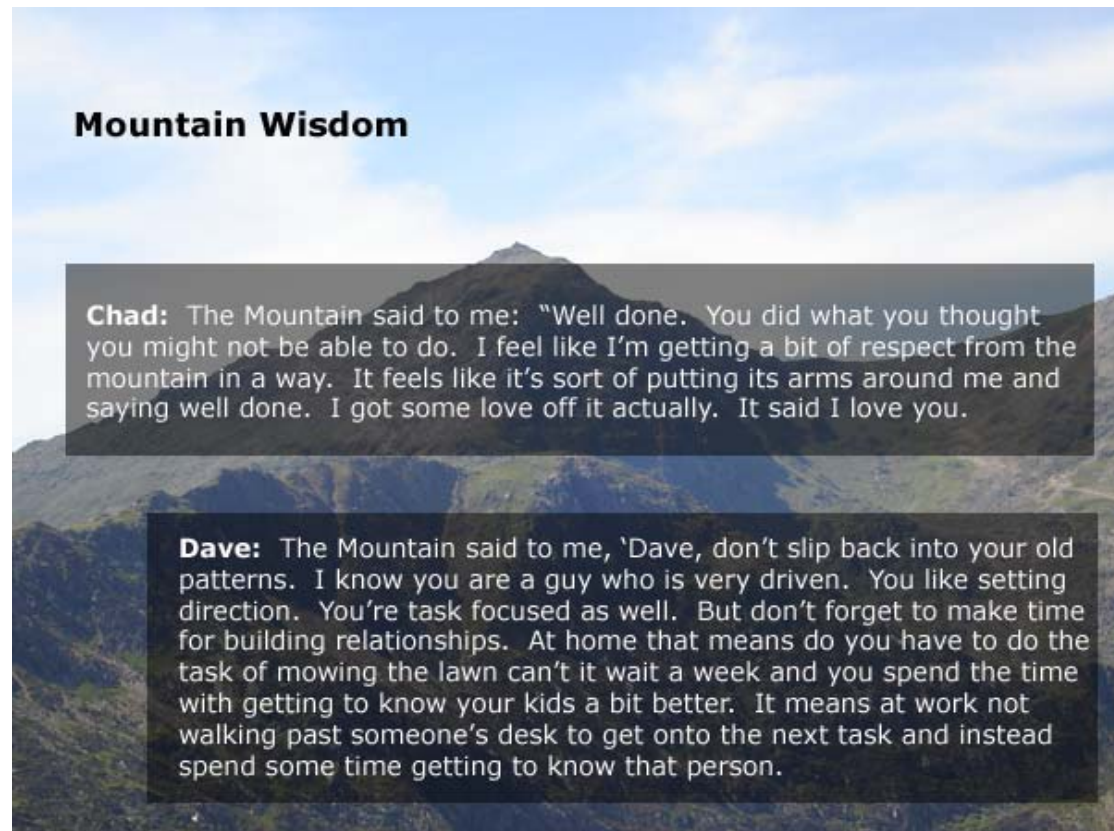 Mountain Wisdom
Chad: The Mountain said to me: “Well done. You did what you thought
you might not be able to do. I feel like I’m getting a bit of respect from the
mountain in a way. It feels like it’s sort of putting its arms around me and
saying well done. I got some love off it actually. It said I love you.
Dave: The Mountain said to me, ‘Dave, don’t slip back into your old
patterns. I know you are a guy who is very driven. You like setting
direction. You’re task focused as well. But don’t forget to make time
for building relationships. At home that means do you have to do the
task of mowing the lawn can’t it wait a week and you spend the time
with getting to know your kids a bit better. It means at work not
walking past someone’s desk to get onto the next task and instead
spend some time getting to know that person.